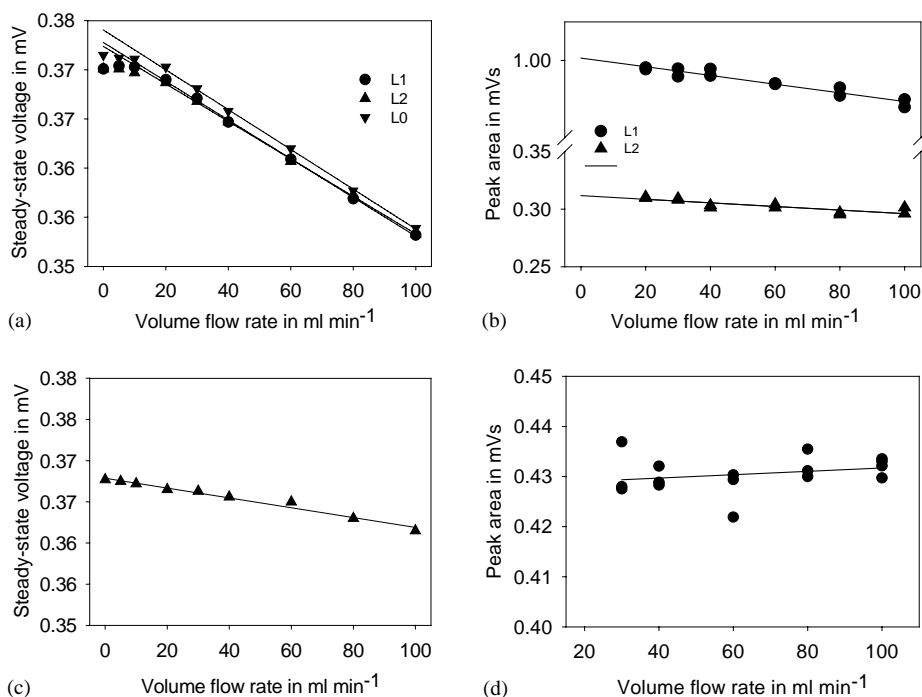 0.38
0.37
0.37
0.36
0.36
0.35
Steady-state voltage in mV
L1
L2
L0
0 20 40 60 80 100
Volume flow rate in ml min-1
(a)
1.00
0.35
0.30
0.25
Peak area in mVs
L1
L2
0 20 40 60 80 100
Volume flow rate in ml min-1
(b)
0.38
0.37
0.37
0.36
0.36
0.35
Steady-state voltage in mV
0 20 40 60 80 100
Volume flow rate in ml min-1
(c)
0.45
0.44
0.43
0.42
0.41
0.40
Peak area in mVs
20 40 60 80 100
Volume flow rate in ml min-1
(d)